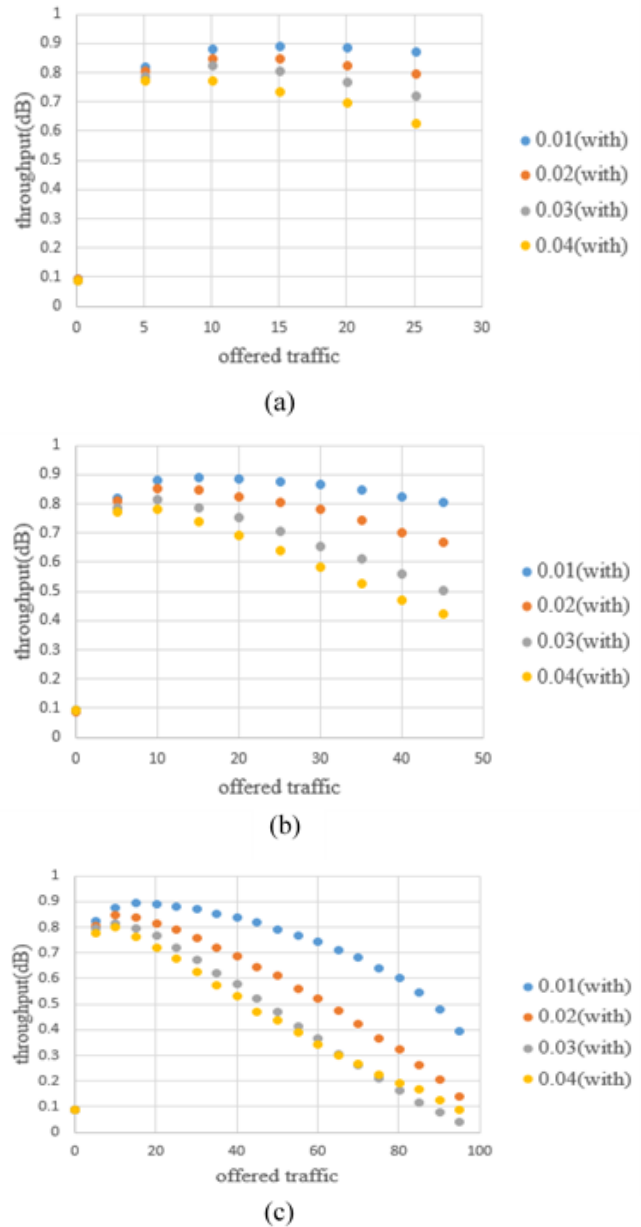 1
0.9
0.8
0.7
0.6
0.5
0.4
0.3
0.2
0.1
0
throughput(dB)
0 5 10 15 20 25 30
offered traffic
0.01(with)
0.02(with)
0.03(with)
0.04(with)
(a)
1
0.9
0.8
0.7
0.6
0.5
0.4
0.3
0.2
0.1
0
throughput(dB)
0 10 20 30 40 50
offered traffic
0.01(with)
0.02(with)
0.03(with)
0.04(with)
(b)
1
0.9
0.8
0.7
0.6
0.5
0.4
0.3
0.2
0.1
0
throughput(dB)
0 20 40 60 80 100
offered traffic
0.01(with)
0.02(with)
0.03(with)
0.04(with)
(c)